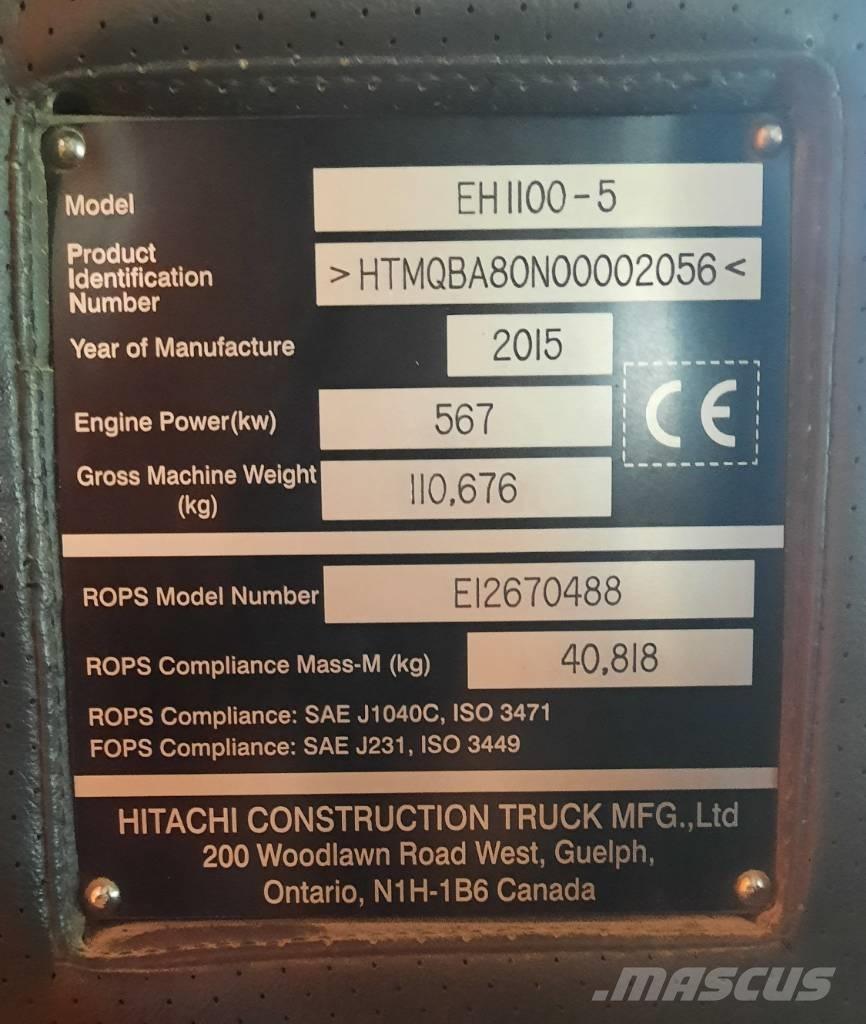 Model EH1100-5
Product
Identification
Number >HTMQBA80N00002056<
Year of Manufacture 2015
Engine Power(kw) 567
CE
Gross Machine Weight
(kg) 110,676
ROPS Model Number E12670488
ROPS Compliance Mass-M (kg) 40,818
ROPS Compliance: SAE J1040C, ISO 3471
FOPS Compliance: SAE J231, ISO 3449
HITACHI CONSTRUCTION TRUCK MFG.,Ltd
200 Woodlawn Road West, Guelph,
Ontario, N1H-1B6 Canada
.MASCUS